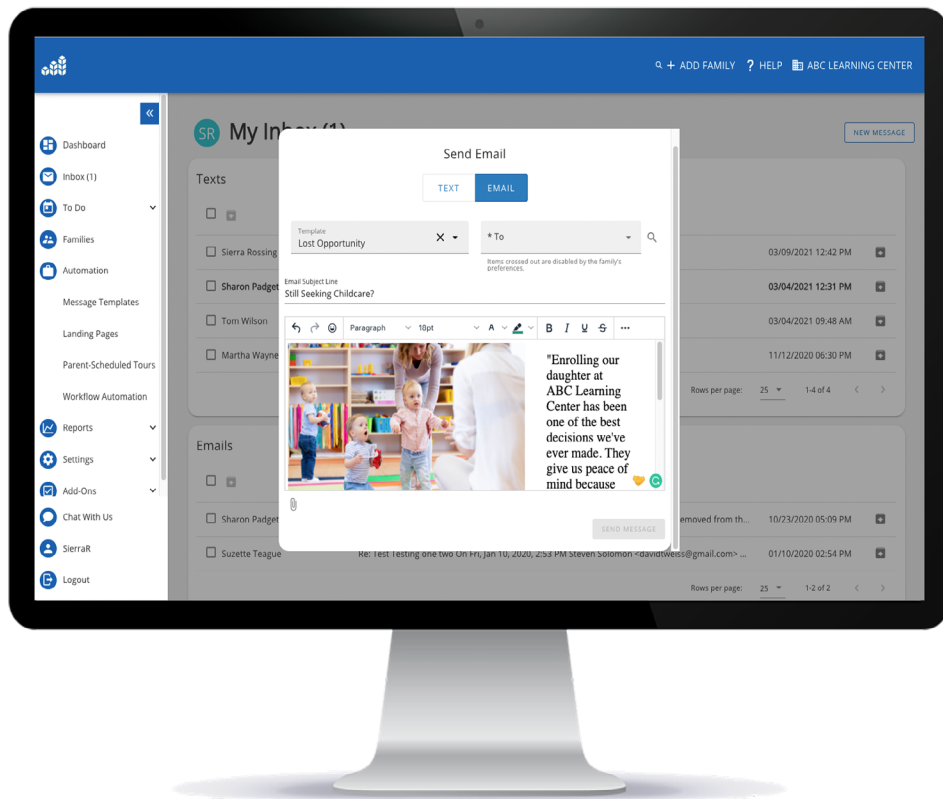 ADD FAMILY ? HELP ABC LEARNING CENTER
SR My Inbox (1)
NEW MESSAGE
Dashboard
Inbox (1)
To Do
Families
Automation
Message Templates
Landing Pages
Parent-Scheduled Tours
Workflow Automation
Reports
Settings
Add-Ons
Chat With Us
SierraR
Logout
Texts
Sierra Rossing 03/09/2021 12:42 PM
Sharon Padget 03/04/2021 12:31 PM
Tom Wilson 03/04/2021 09:48 AM
Martha Wayne 11/12/2020 06:30 PM
Rows per page: 25 1-4 of 4
Send Email
TEXT EMAIL
Template
Lost Opportunity
* To
Items crossed out are disabled by the family's
preferences.
Email Subject Line
Still Seeking Childcare?
Paragraph 18pt A B I U S ...
"Enrolling our
daughter at
ABC Learning
Center has been
one of the best
decisions we've
ever made. They
give us peace of
mind because
SEND MESSAGE
Emails
Sharon Padget emoved from th... 10/23/2020 05:09 PM
Suzette Teague Re: Test Testing one two On Fri, Jan 10, 2020, 2:53 PM Steven Solomon <davidtweiss@gmail.com> ... 01/10/2020 02:54 PM
Rows per page: 25 1-2 of 2